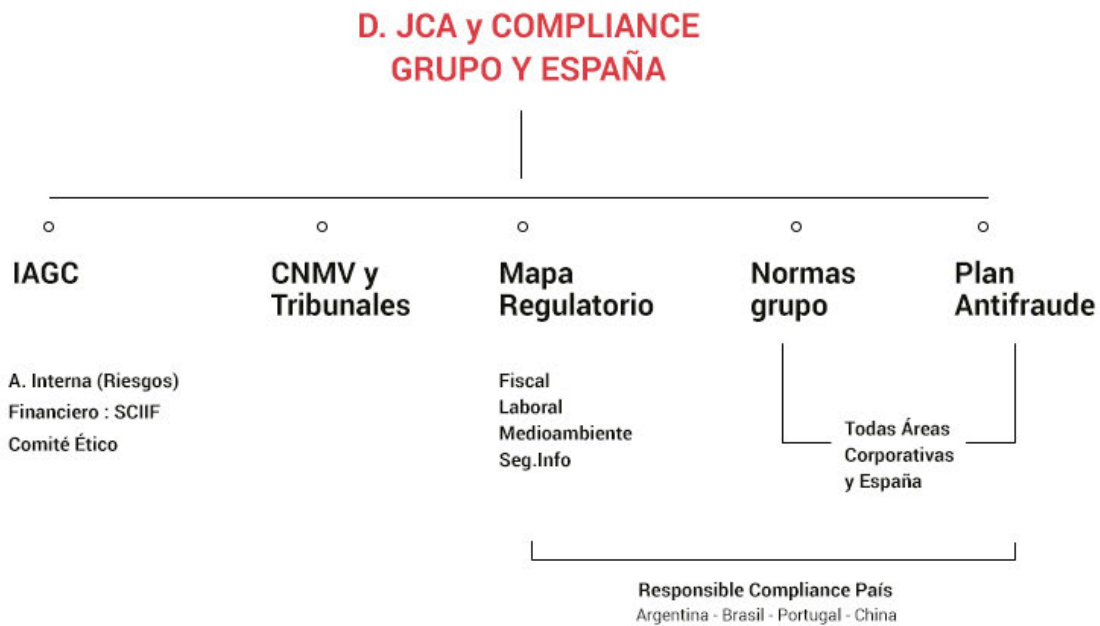 D. JCA y COMPLIANCE
GRUPO Y ESPAÑA
IAGC
CNMV y
Tribunales
Mapa
Regulatorio
Normas
grupo
Plan
Antifraude
A. Interna (Riesgos)
Financiero : SCIIF
Comité Ético
Fiscal
Laboral
Medioambiente
Seg.Info
Todas Áreas
Corporativas
y España
Responsible Compliance País
Argentina - Brasil - Portugal - China